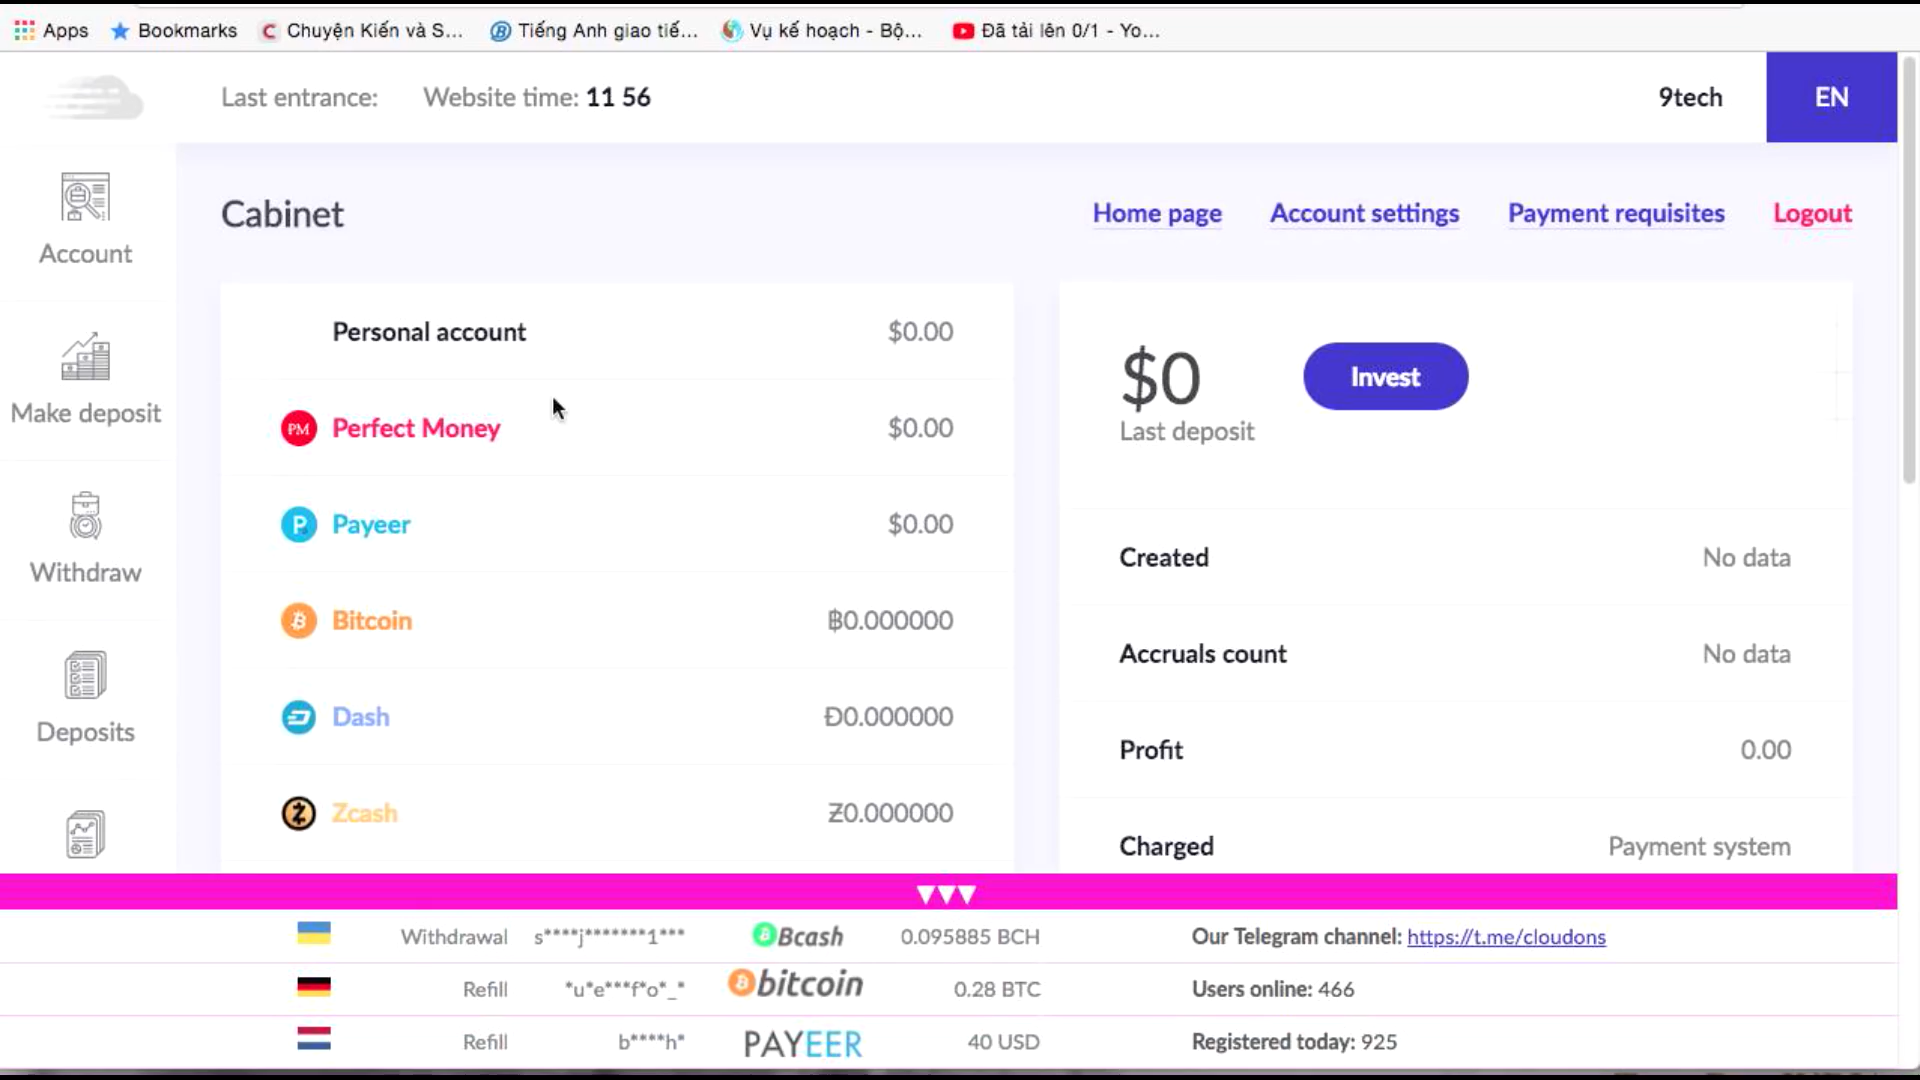 Apps Bookmarks Chuyện Kiến và S... Tiếng Anh giao tiế... Vụ kế hoạch - Bộ... Đã tải lên 0/1 - Yo...
Last entrance: Website time: 11 56 9tech EN
Cabinet Home page Account settings Payment requisites Logout
Account
Make deposit
Withdraw
Deposits
Personal account $0.00
PM Perfect Money $0.00
Payeer $0.00
Bitcoin ฿0.000000
Dash Đ0.000000
Zcash Ƶ0.000000
$0 Invest
Last deposit
Created No data
Accruals count No data
Profit 0.00
Charged Payment system
Withdrawal s****j*******1*** Bcash 0.095885 BCH Our Telegram channel: https://t.me/cloudons
Refill *u*e***f*o*_* bitcoin 0.28 BTC Users online: 466
Refill b****h* PAYEER 40 USD Registered today: 925